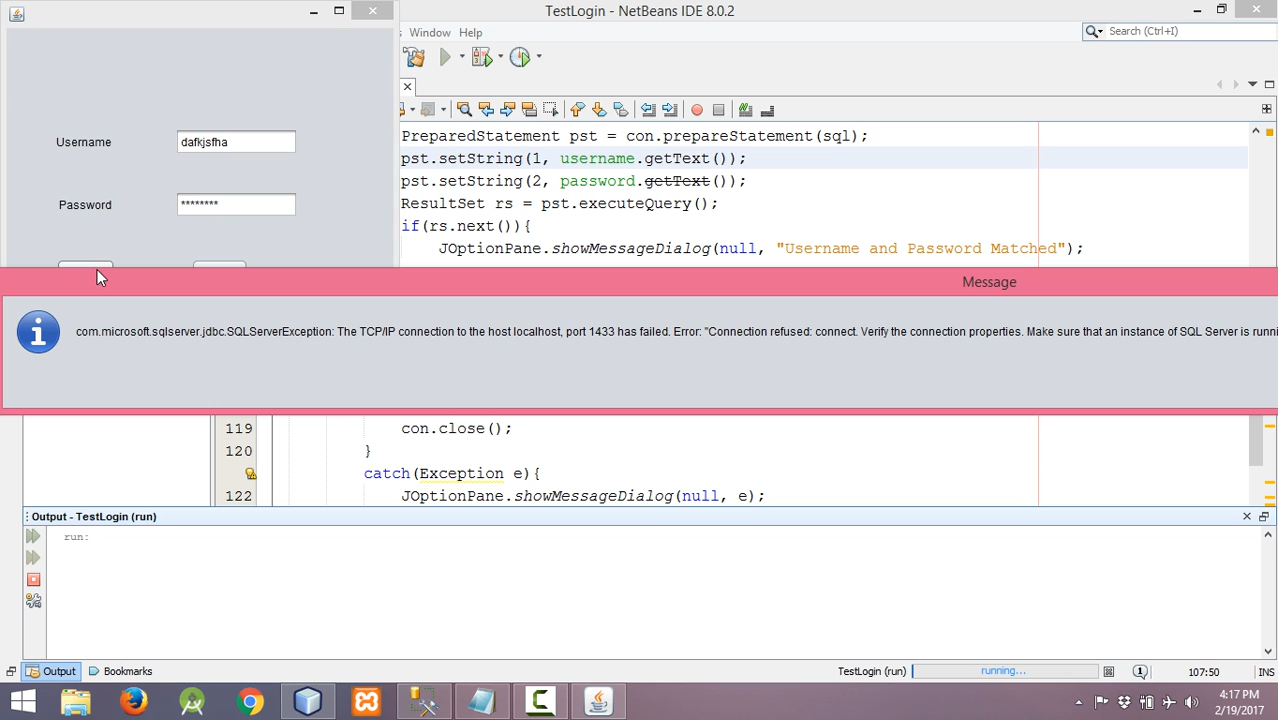 TestLogin - NetBeans IDE 8.0.2
Window Help
Search (Ctrl+I)
Username
dafkjsfha
Password
********
PreparedStatement pst = con.prepareStatement(sql);
pst.setString(1, username.getText());
pst.setString(2, password.getText());
ResultSet rs = pst.executeQuery();
if(rs.next()){
JOptionPane.showMessageDialog(null, "Username and Password Matched");
Message
com.microsoft.sqlserver.jdbc.SQLServerException: The TCP/IP connection to the host localhost, port 1433 has failed. Error: "Connection refused: connect. Verify the connection properties. Make sure that an instance of SQL Server is runni
119 con.close();
120 }
catch(Exception e){
122 JOptionPane.showMessageDialog(null, e);
Output - TestLogin (run)
run:
Output Bookmarks
TestLogin (run) running... 1 107:50 INS
4:17 PM
2/19/2017